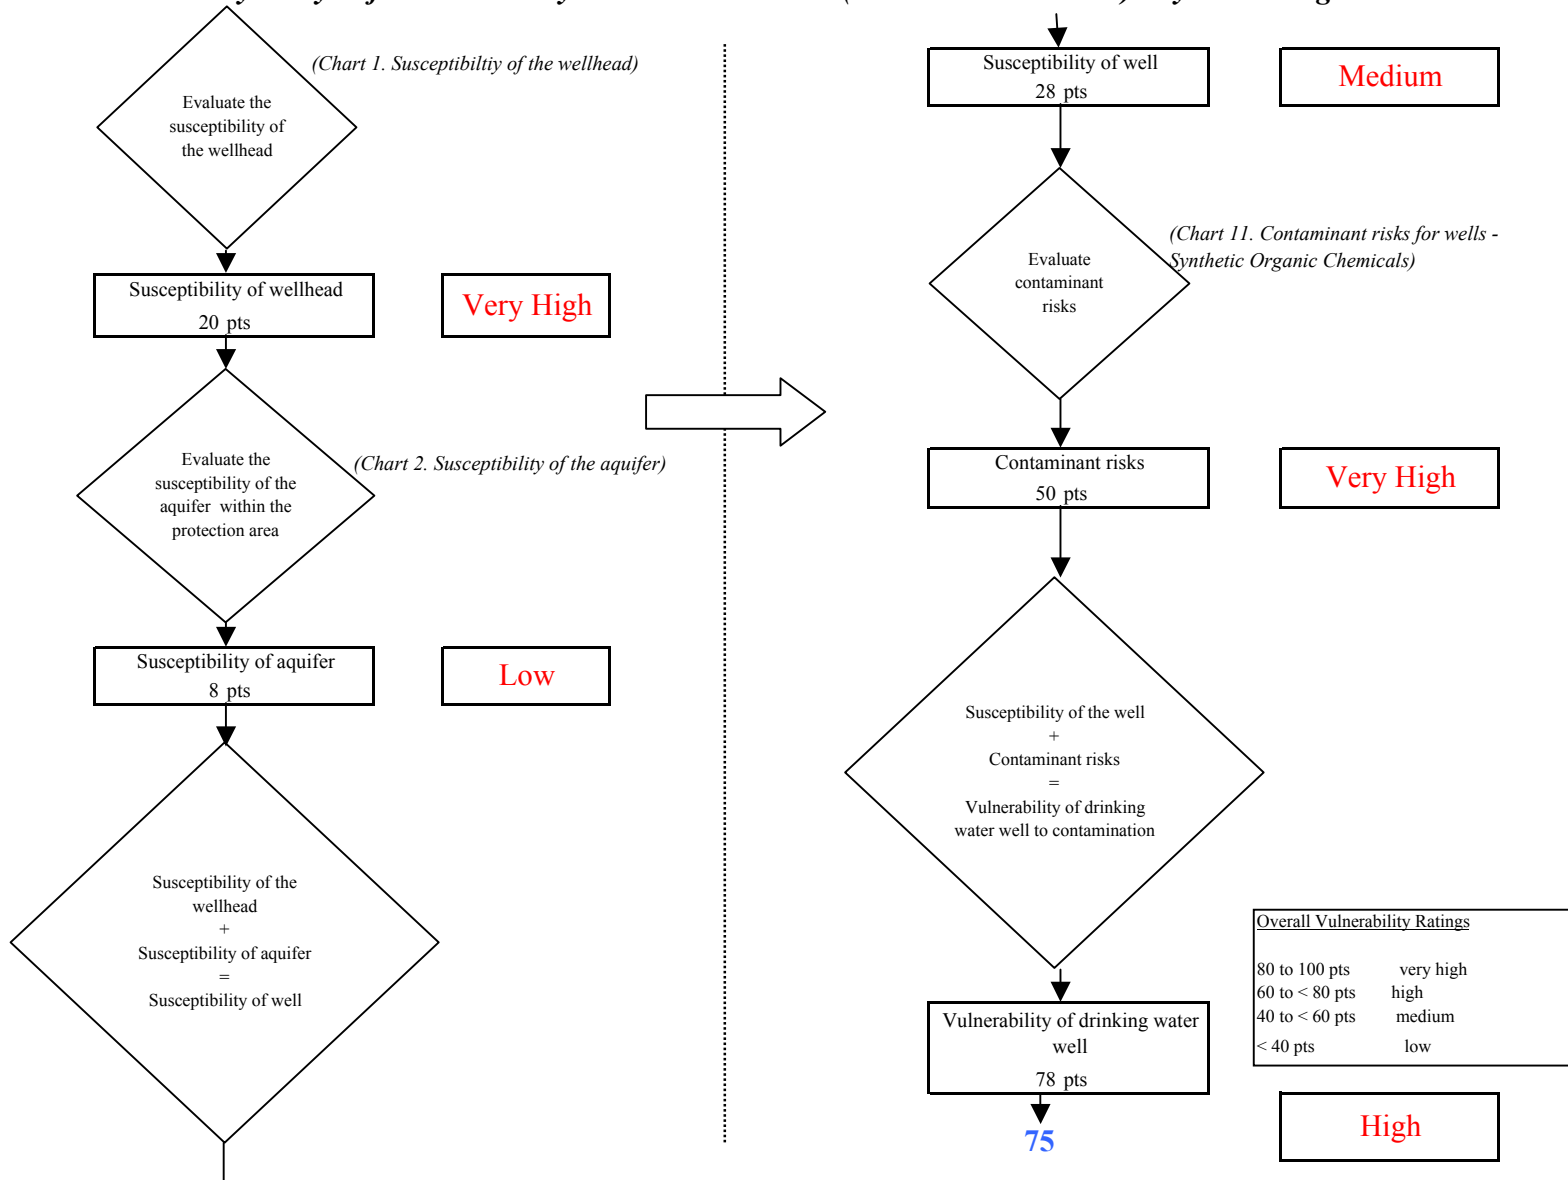 (Chart 1. Susceptibiltiy of the wellhead)
Evaluate the
susceptibility of
the wellhead
Susceptibility of wellhead
20 pts
Very High
Evaluate the
susceptibility of the
aquifer within the
protection area
(Chart 2. Susceptibility of the aquifer)
Susceptibility of aquifer
8 pts
Low
Susceptibility of the
wellhead
+
Susceptibility of aquifer
=
Susceptibility of well
Susceptibility of well
28 pts
Medium
Evaluate
contaminant
risks
(Chart 11. Contaminant risks for wells -
Synthetic Organic Chemicals)
Contaminant risks
50 pts
Very High
Susceptibility of the well
+
Contaminant risks
=
Vulnerability of drinking
water well to contamination
Overall Vulnerability Ratings
80 to 100 pts very high
60 to < 80 pts high
40 to < 60 pts medium
< 40 pts low
Vulnerability of drinking water
well
78 pts
75
High